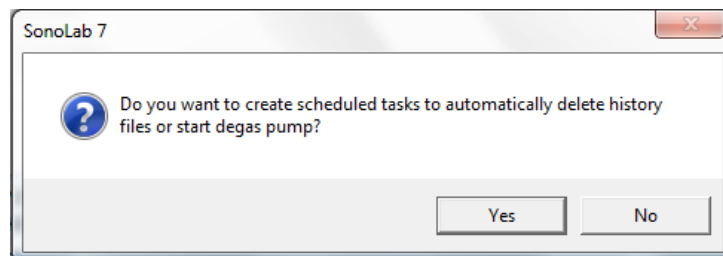 SonoLab 7
Do you want to create scheduled tasks to automatically delete history
files or start degas pump?
Yes
No